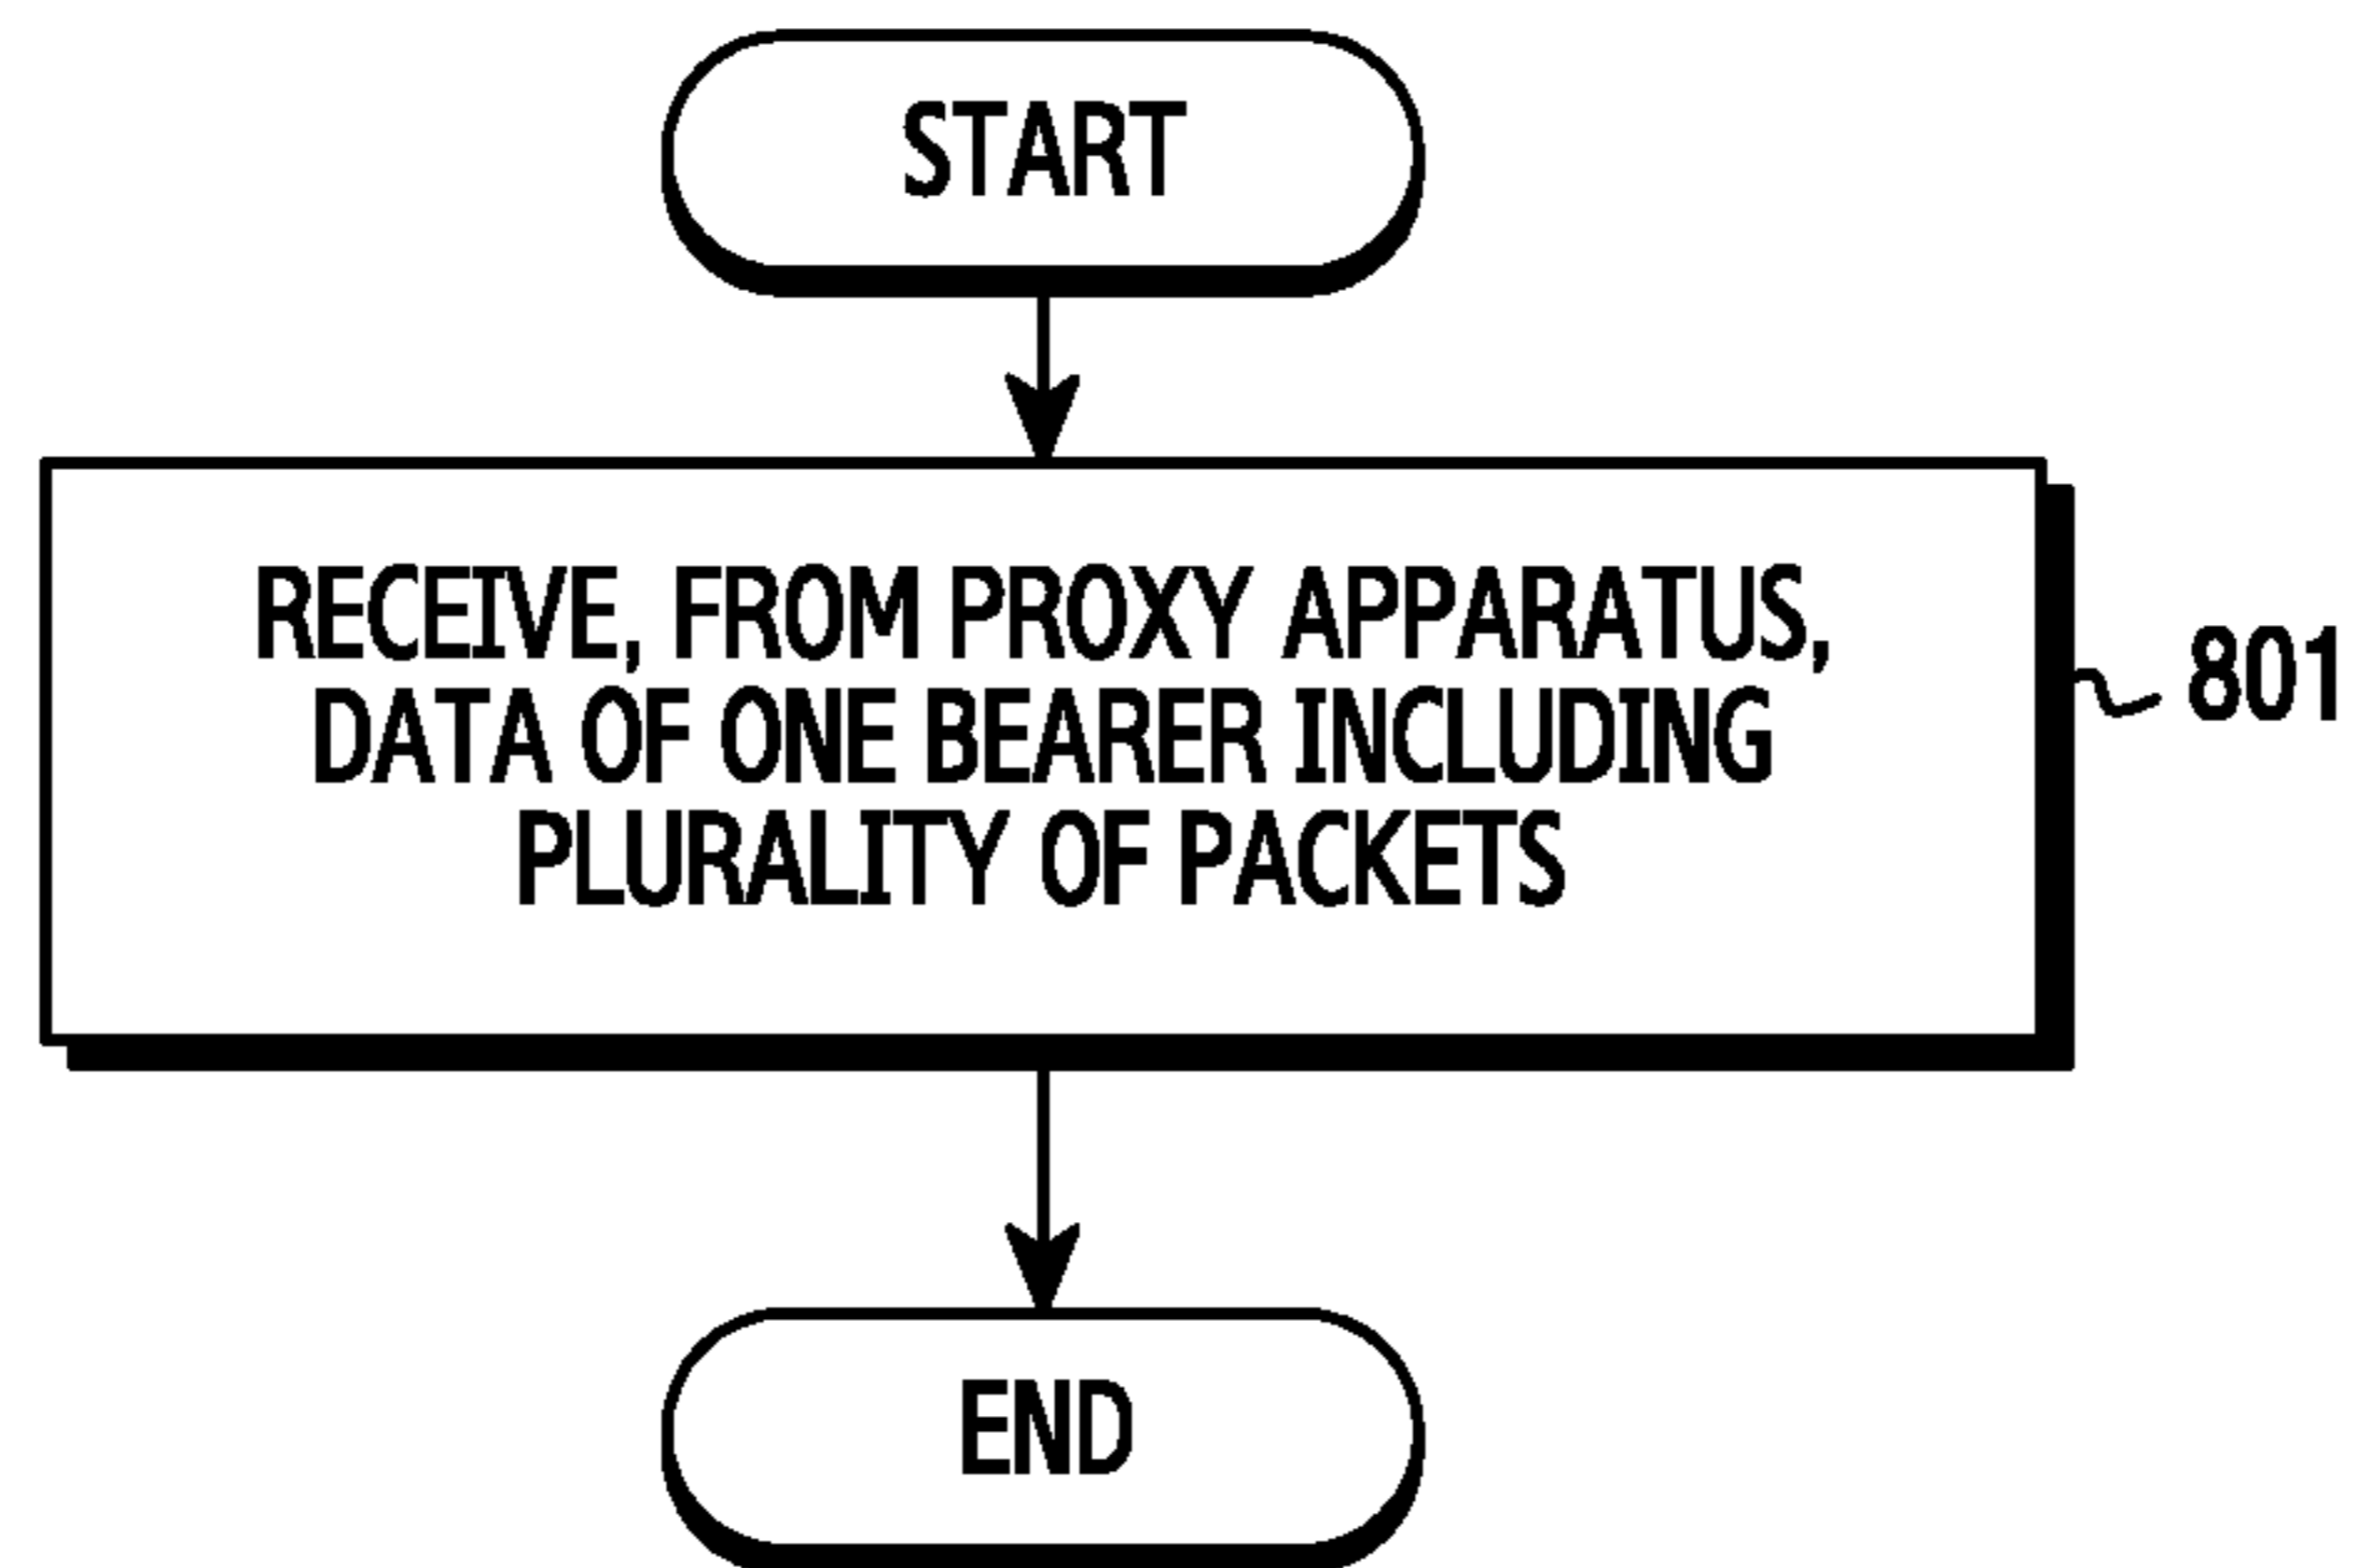 START
RECEIVE, FROM PROXY APPARATUS,
DATA OF ONE BEARER INCLUDING
PLURALITY OF PACKETS
801
END